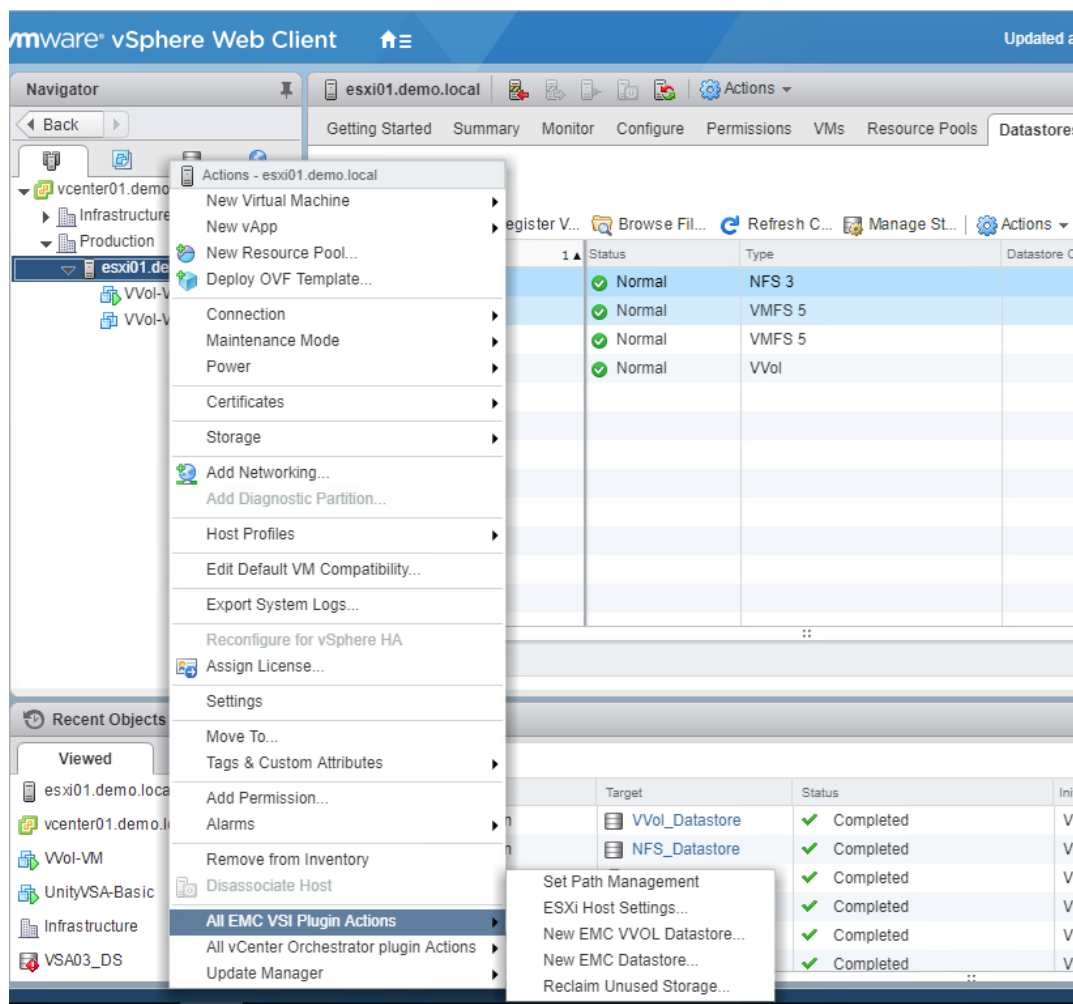 vmware® vSphere Web Client
Updated a
Navigator
esxi01.demo.local
Actions
Back
Getting Started Summary Monitor Configure Permissions VMs Resource Pools Datastores
vcenter01.demo
Infrastructure
Production
esxi01.de
VVol-V
VVol-V
Actions - esxi01.demo.local
New Virtual Machine
New vApp
New Resource Pool...
Deploy OVF Template...
Connection
Maintenance Mode
Power
Certificates
Storage
Add Networking...
Add Diagnostic Partition...
Host Profiles
Edit Default VM Compatibility...
Export System Logs...
Reconfigure for vSphere HA
Assign License...
Settings
Move To...
Tags & Custom Attributes
Add Permission...
Alarms
Remove from Inventory
Disassociate Host
All EMC VSI Plugin Actions
All vCenter Orchestrator plugin Actions
Update Manager
egister V... Browse Fil... Refresh C... Manage St... Actions
1 Status Type Datastore C
Normal NFS 3
Normal VMFS 5
Normal VMFS 5
Normal VVol
Recent Objects
Viewed
esxi01.demo.loca
vcenter01.demo.l
VVol-VM
UnityVSA-Basic
Infrastructure
VSA03_DS
Target Status Ini
n VVol_Datastore Completed V
n NFS_Datastore Completed V
Completed V
Completed V
Completed V
Completed V
Set Path Management
ESXi Host Settings...
New EMC VVOL Datastore...
New EMC Datastore...
Reclaim Unused Storage...